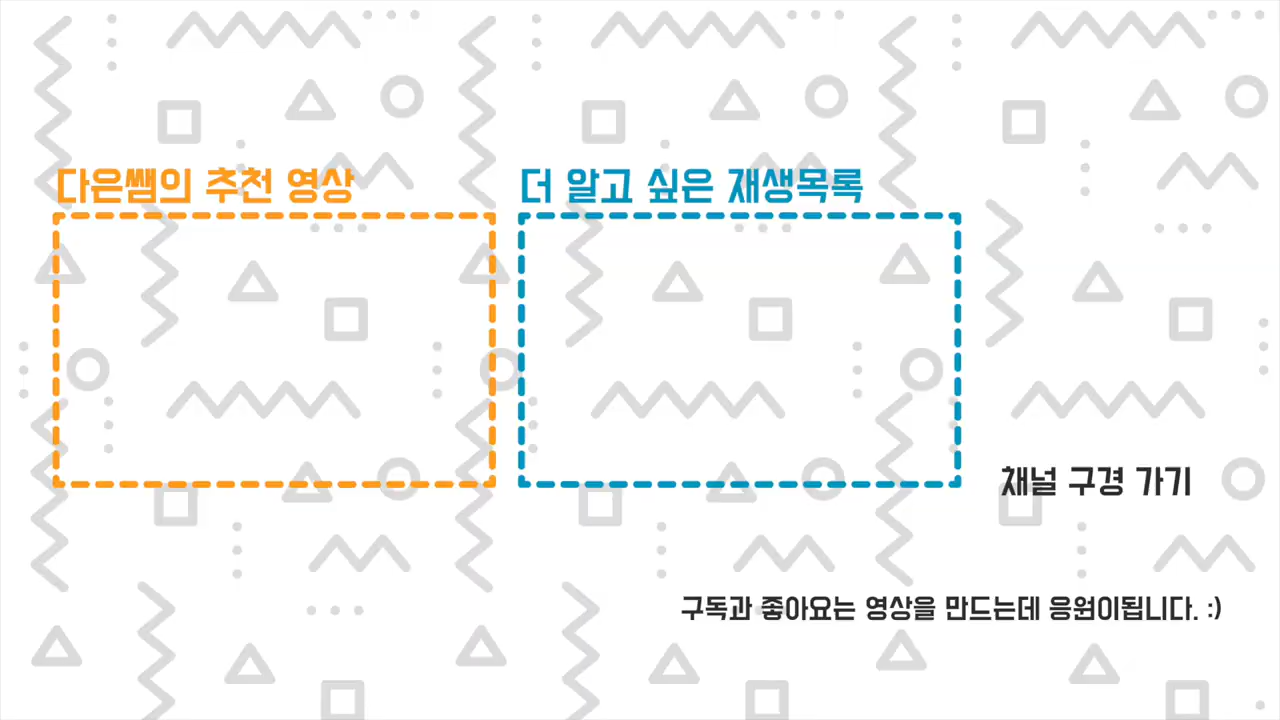 다은쌤의 추천 영상
더 알고 싶은 재생목록
채널 구경 가기
구독과 좋아요는 영상을 만드는데 응원이됩니다. :)